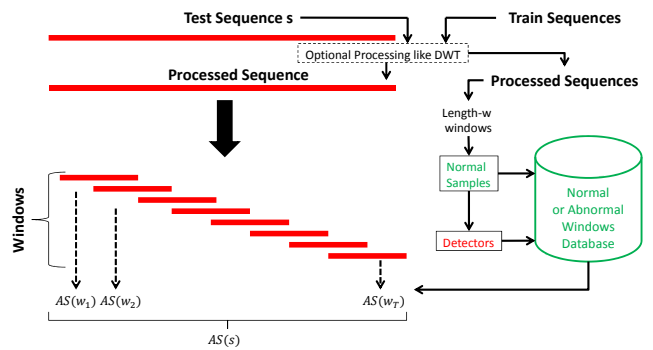 Test Sequence s
Train Sequences
Optional Processing like DWT
Processed Sequence
Processed Sequences
Length-w
windows
Normal
Samples
Detectors
Normal
or Abnormal
Windows
Database
Windows
AS(w₁)
AS(w₂)
AS(w_T)
AS(s)